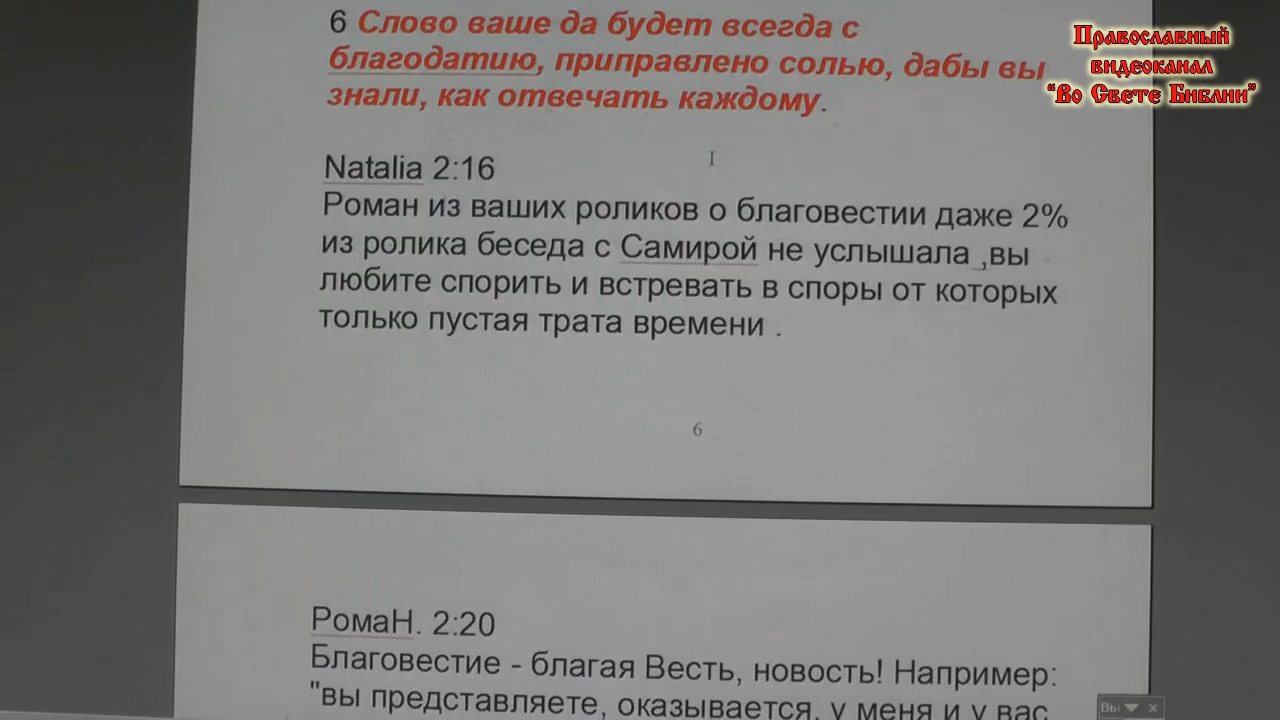 6 Слово ваше да будет всегда с
благодатию, приправлено солью, дабы вы
знали, как отвечать каждому.
Православный
видеоканал
“Во Свете Библии”
Natalia 2:16
Роман из ваших роликов о благовестии даже 2%
из ролика беседа с Самирой не услышала ,вы
любите спорить и встревать в споры от которых
только пустая трата времени .
6
РомаН. 2:20
Благовестие - благая Весть, новость! Например:
"вы представляете, оказывается, у меня и у вас
Вы